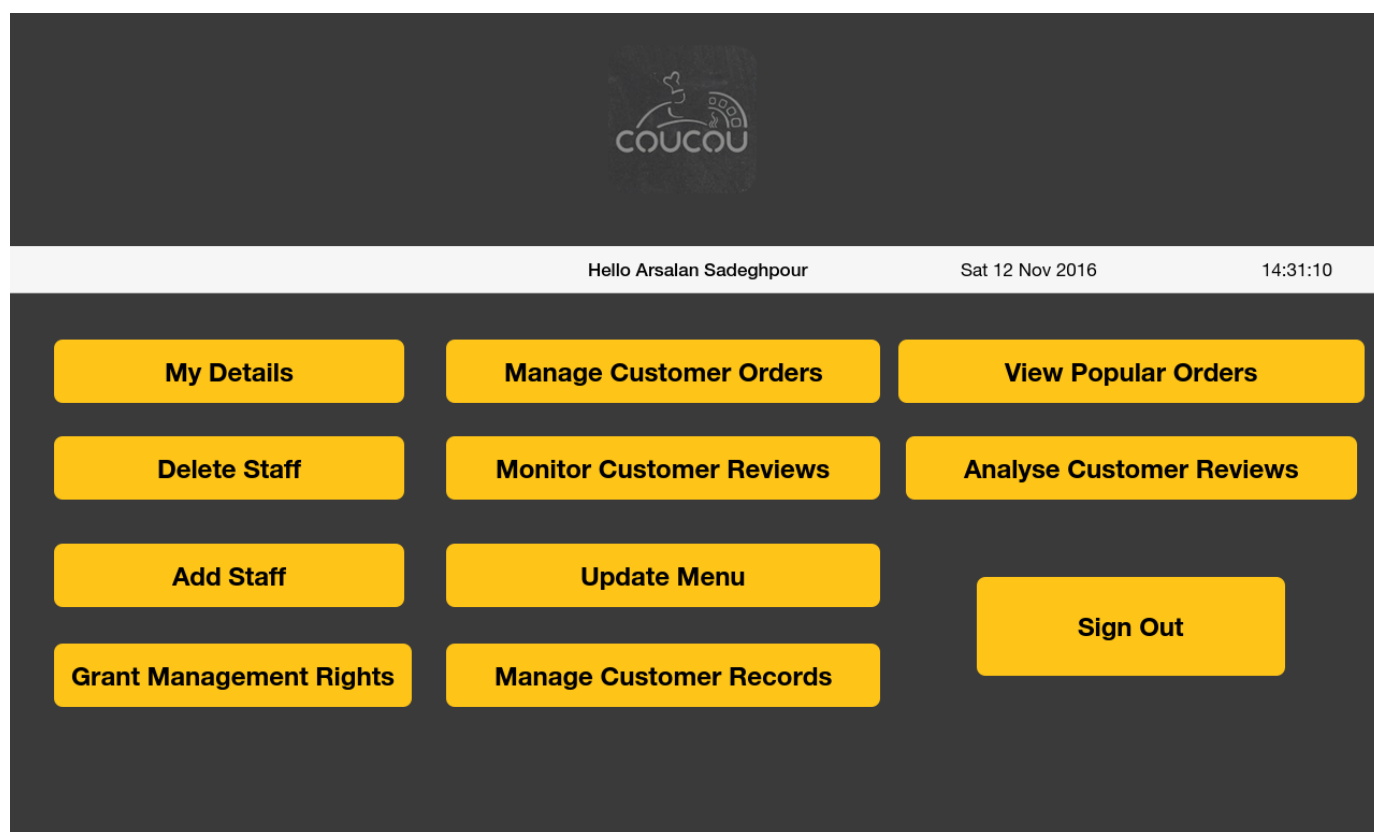 COUCOU
Hello Arsalan Sadeghpour Sat 12 Nov 2016 14:31:10
My Details Manage Customer Orders View Popular Orders
Delete Staff Monitor Customer Reviews Analyse Customer Reviews
Add Staff Update Menu
Sign Out
Grant Management Rights Manage Customer Records